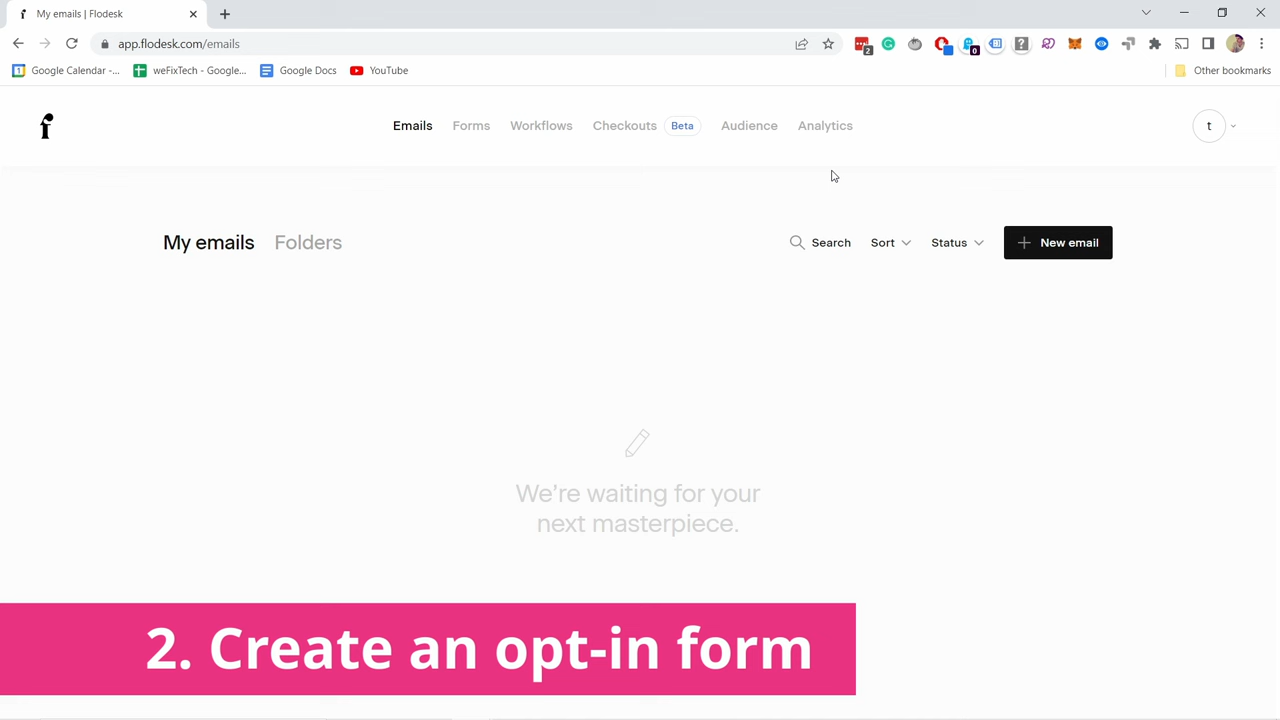 My emails | Flodesk
app.flodesk.com/emails
2
0
Google Calendar -...
weFixTech - Google...
Google Docs
YouTube
Other bookmarks
f
Emails
Forms
Workflows
Checkouts
Beta
Audience
Analytics
t
My emails
Folders
Search
Sort
Status
New email
We're waiting for your
next masterpiece.
2. Create an opt-in form